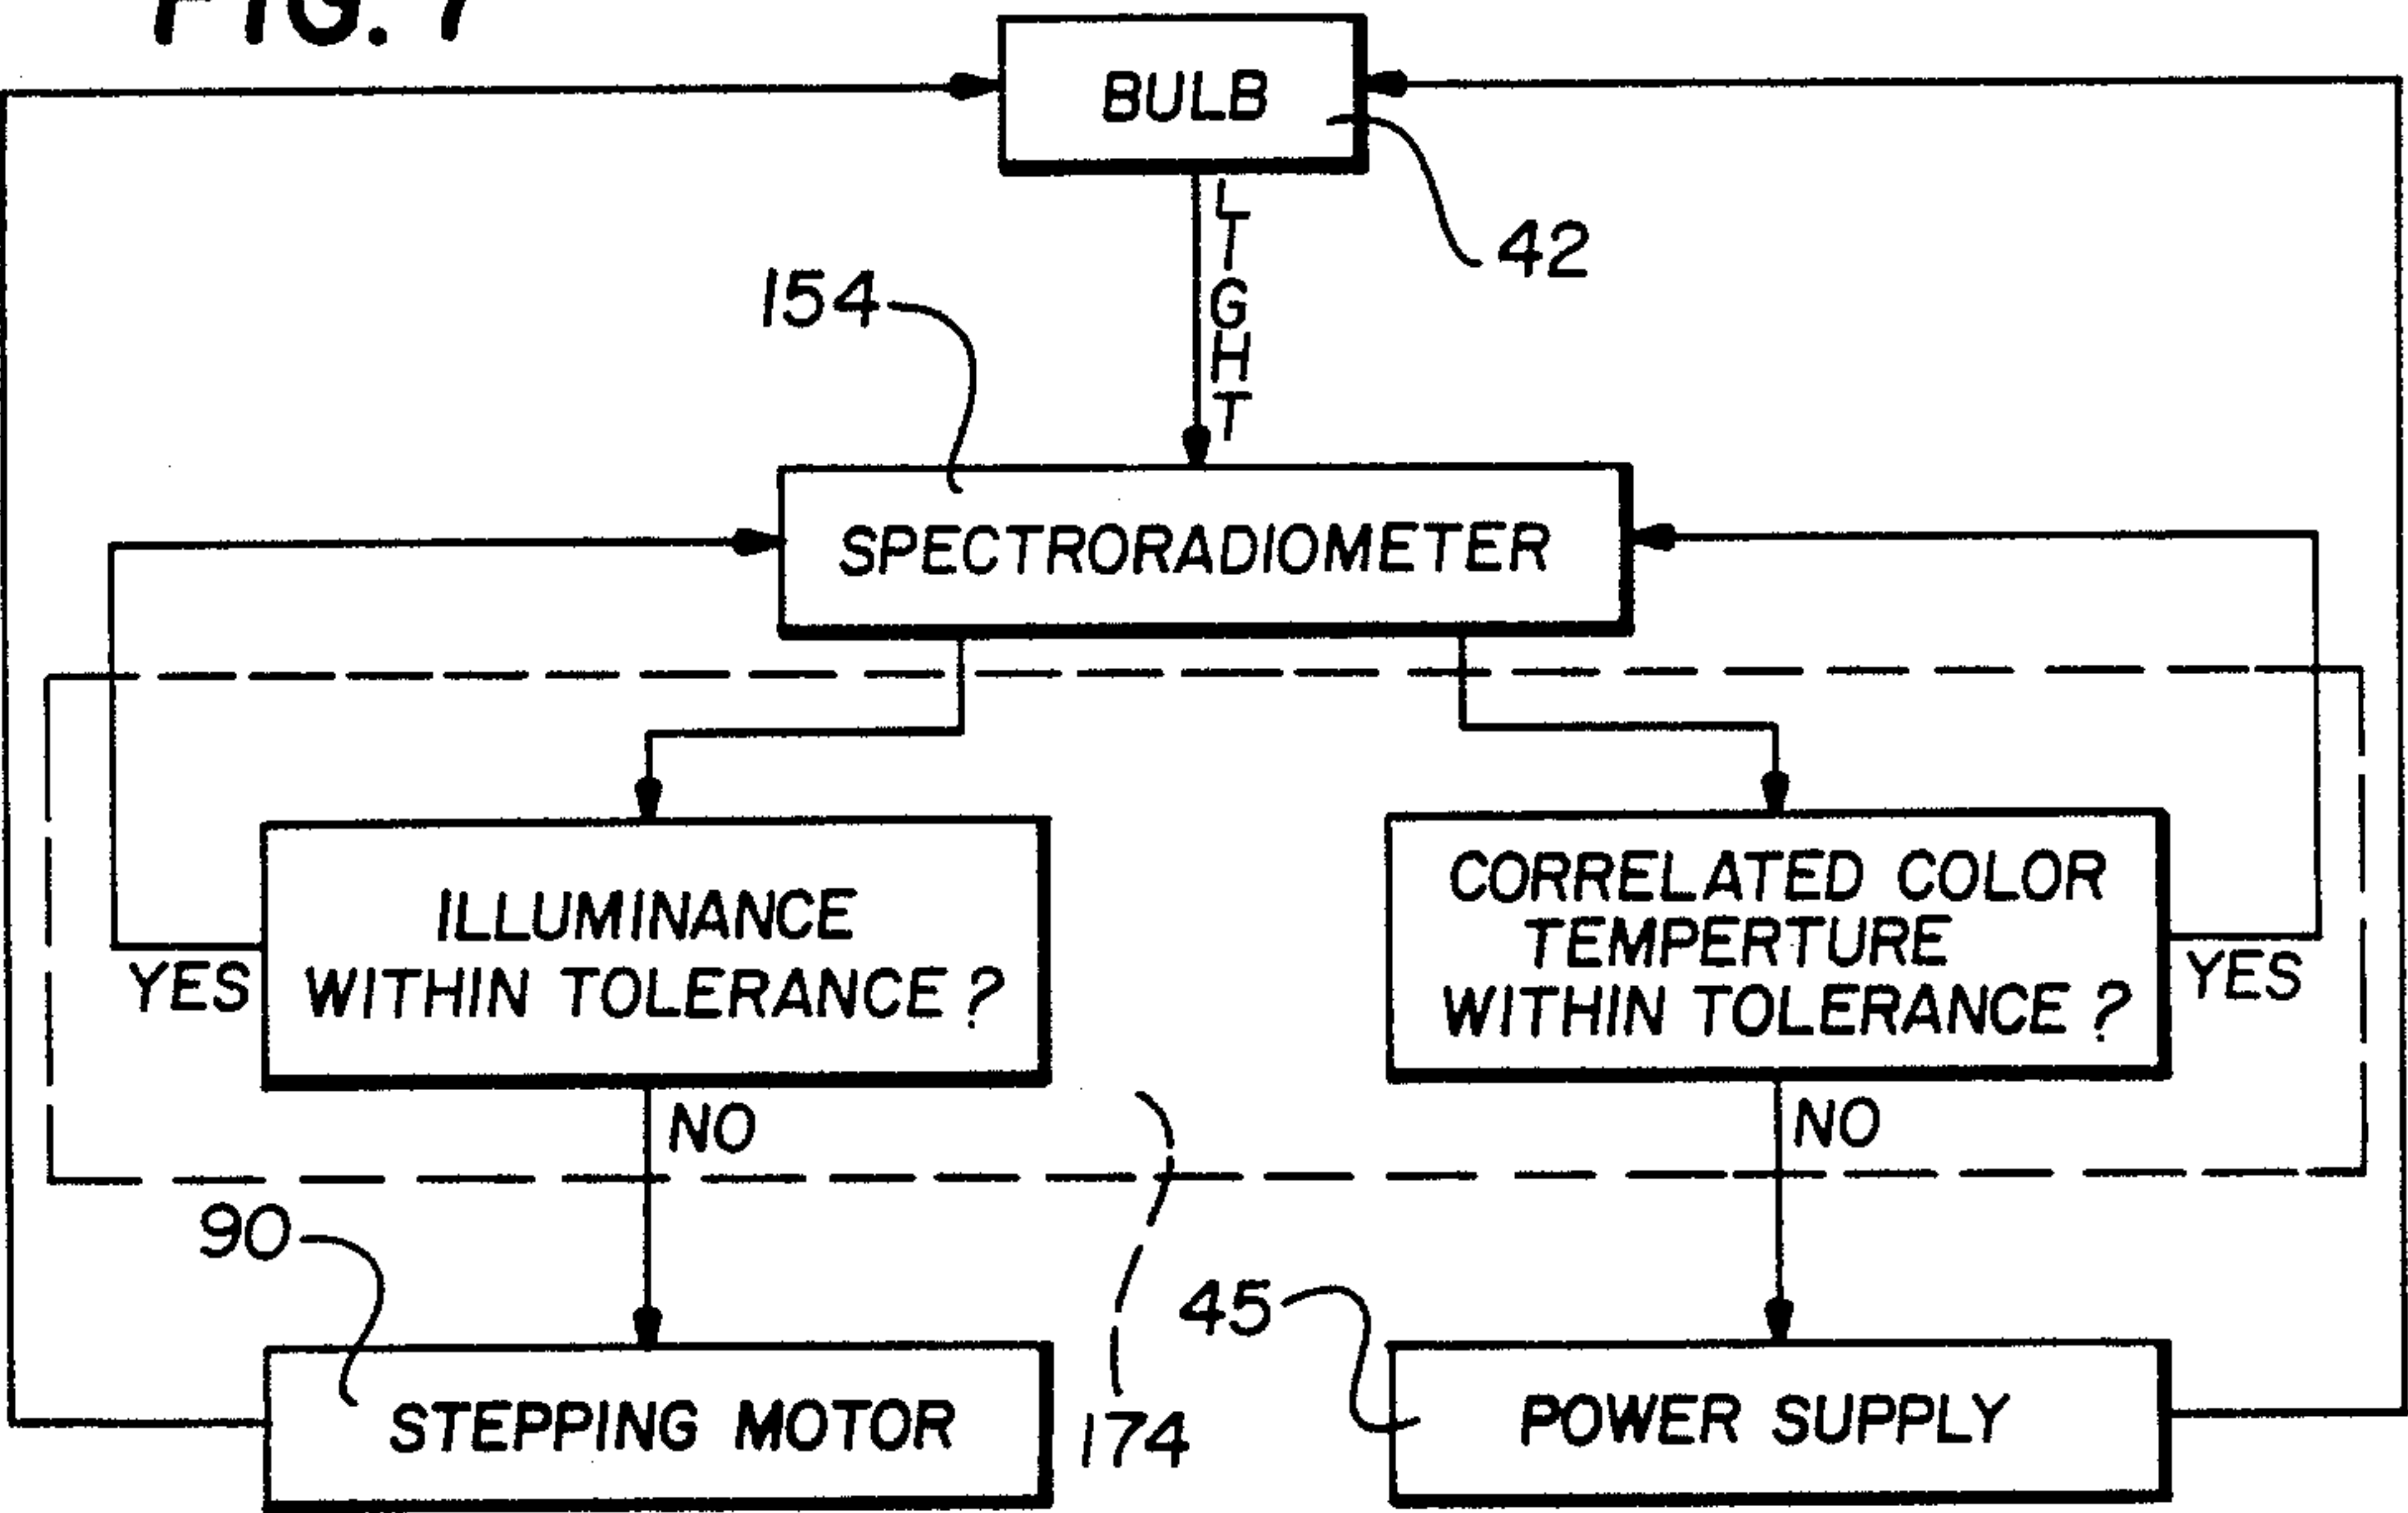 FIG. 7
BULB
42
LIGHT
154
SPECTRORADIOMETER
ILLUMINANCE
WITHIN TOLERANCE?
YES
NO
CORRELATED COLOR
TEMPERTURE
WITHIN TOLERANCE?
YES
NO
90
STEPPING MOTOR
174
45
POWER SUPPLY